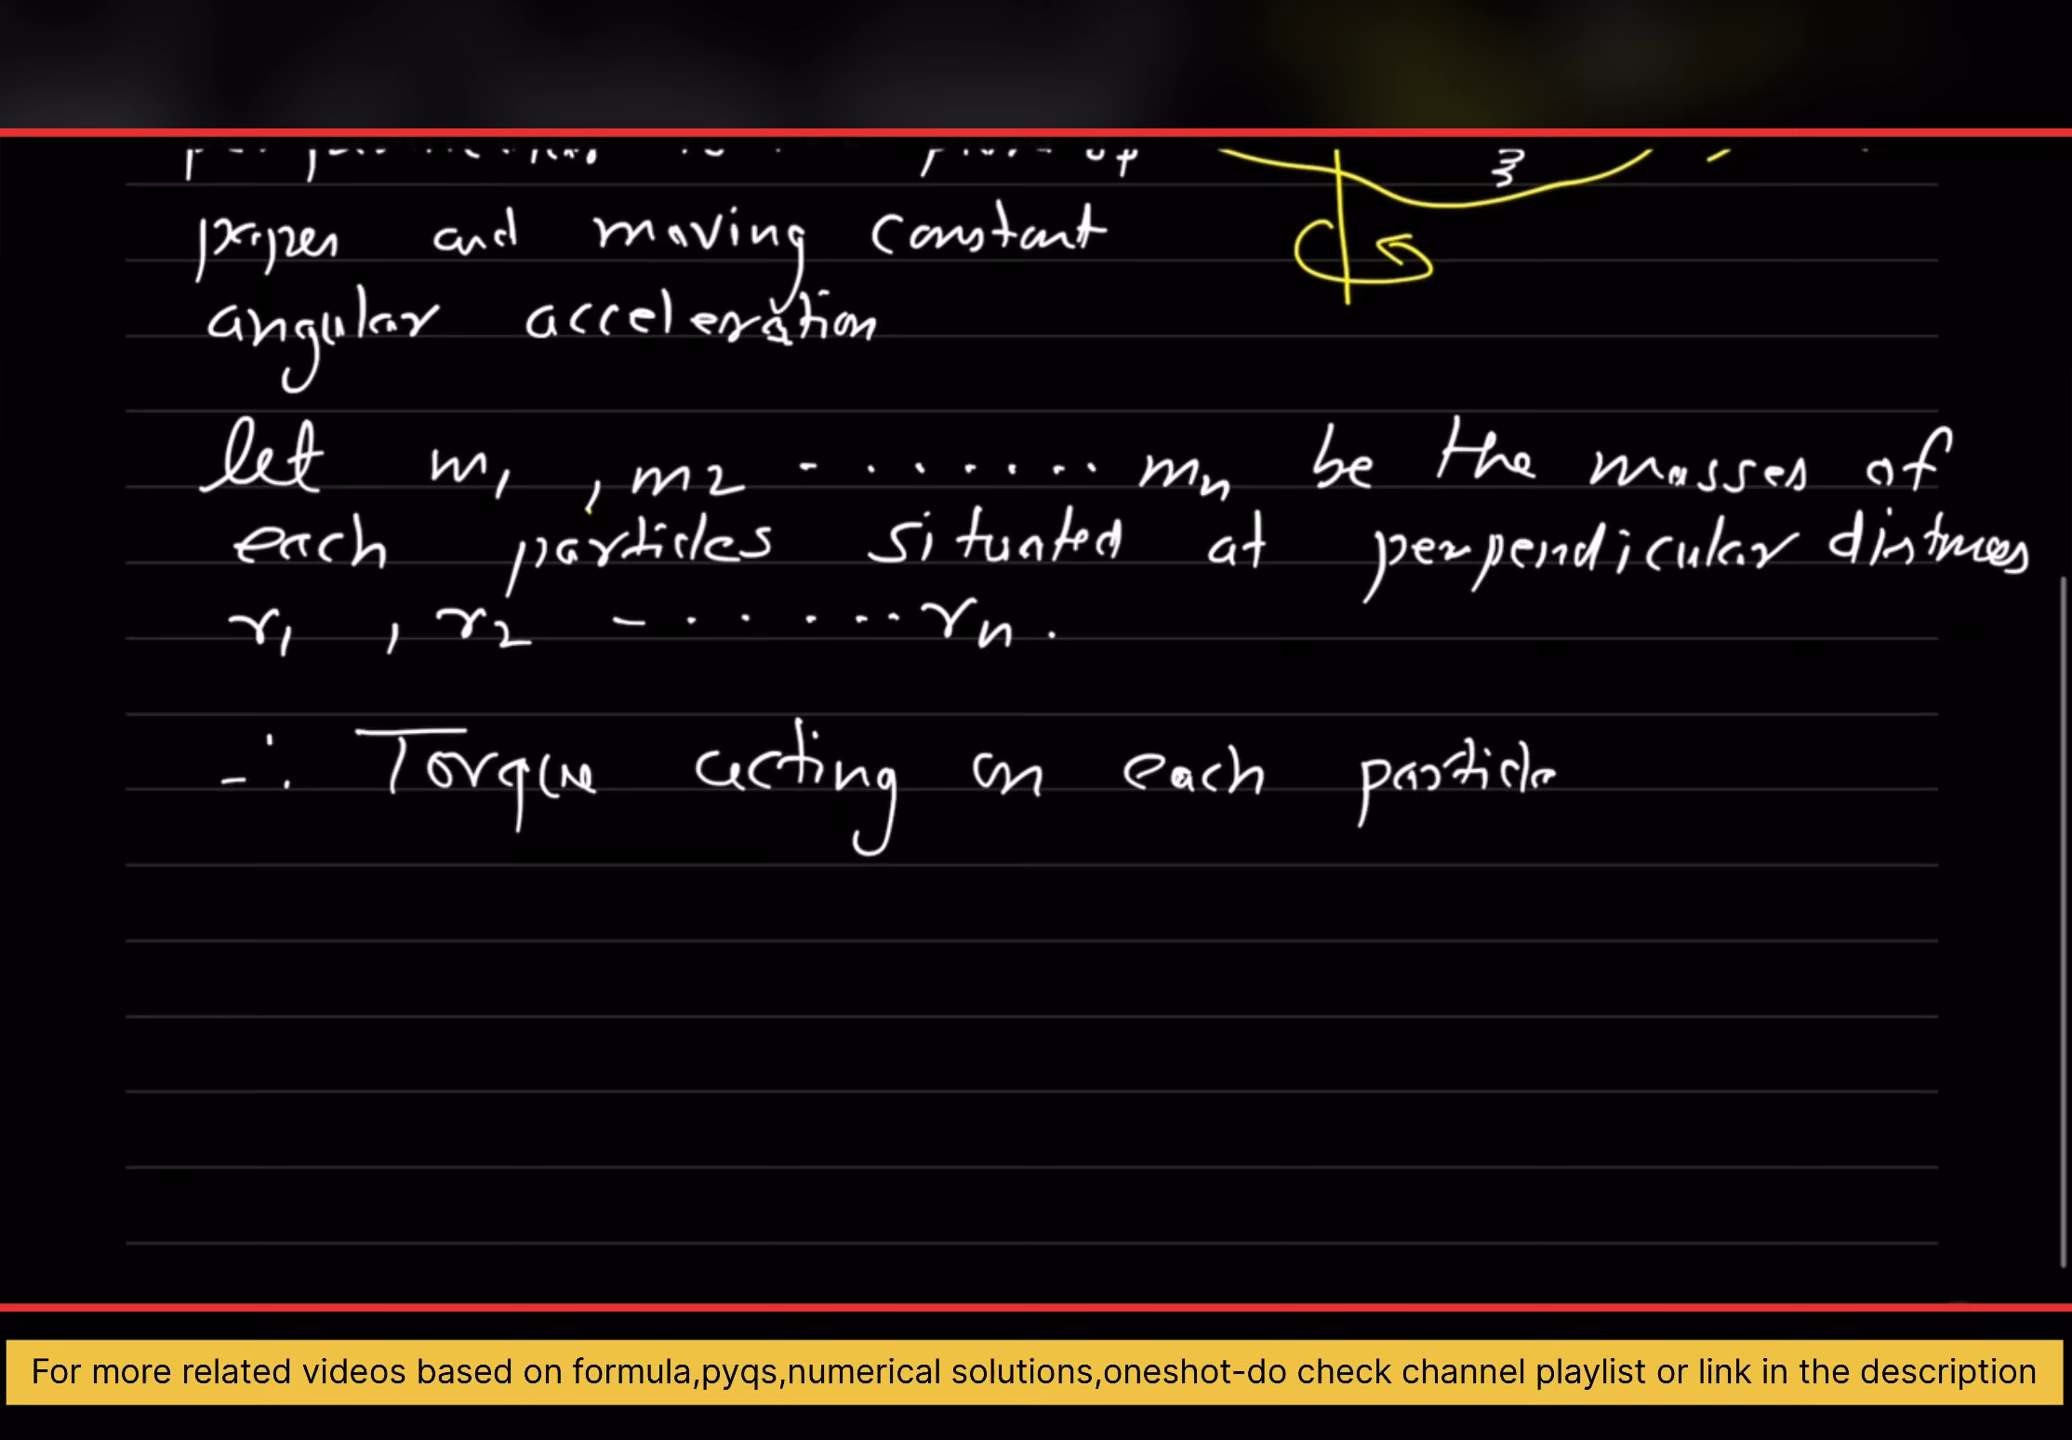 paper and moving constant
angular acceleration
let m1 , m2 - ....... mn be the masses of
each particles situated at perpendicular distances
r1 , r2 - ...... rn .
∴ Torque acting on each particle
For more related videos based on formula,pyqs,numerical solutions,oneshot-do check channel playlist or link in the description